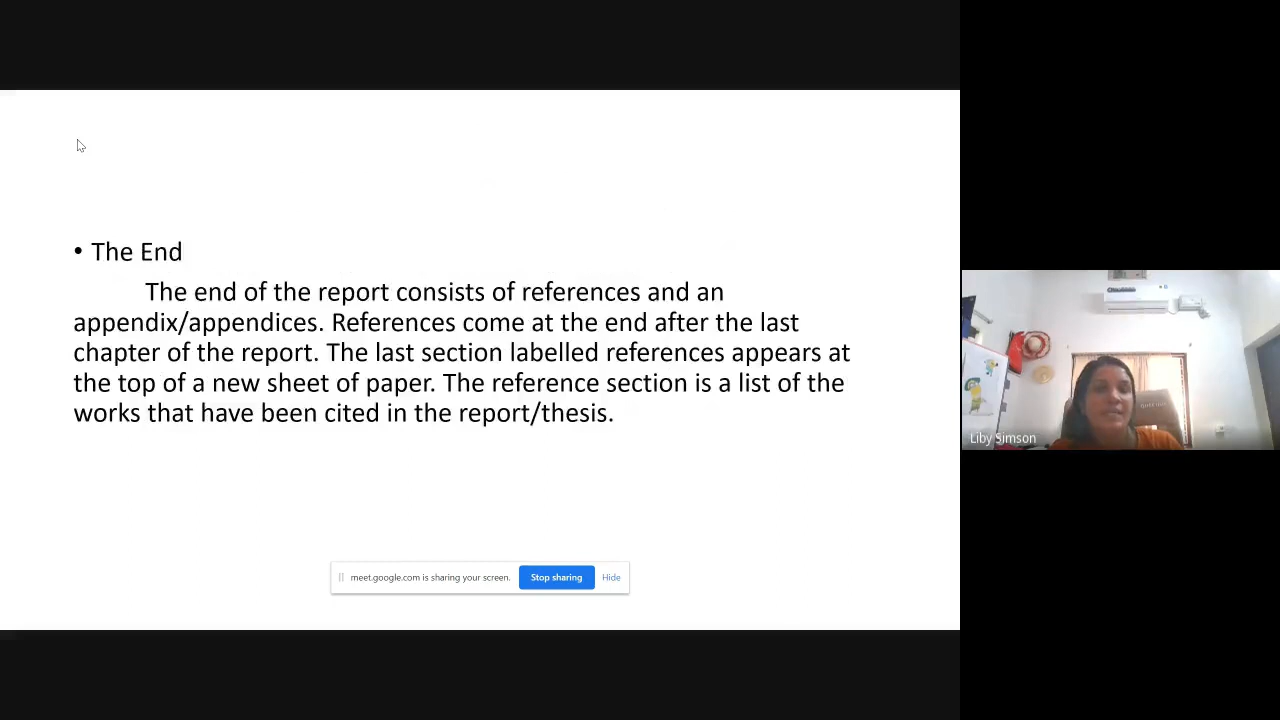 • The End
The end of the report consists of references and an
appendix/appendices. References come at the end after the last
chapter of the report. The last section labelled references appears at
the top of a new sheet of paper. The reference section is a list of the
works that have been cited in the report/thesis.
meet.google.com is sharing your screen. Stop sharing Hide
Liby Simson